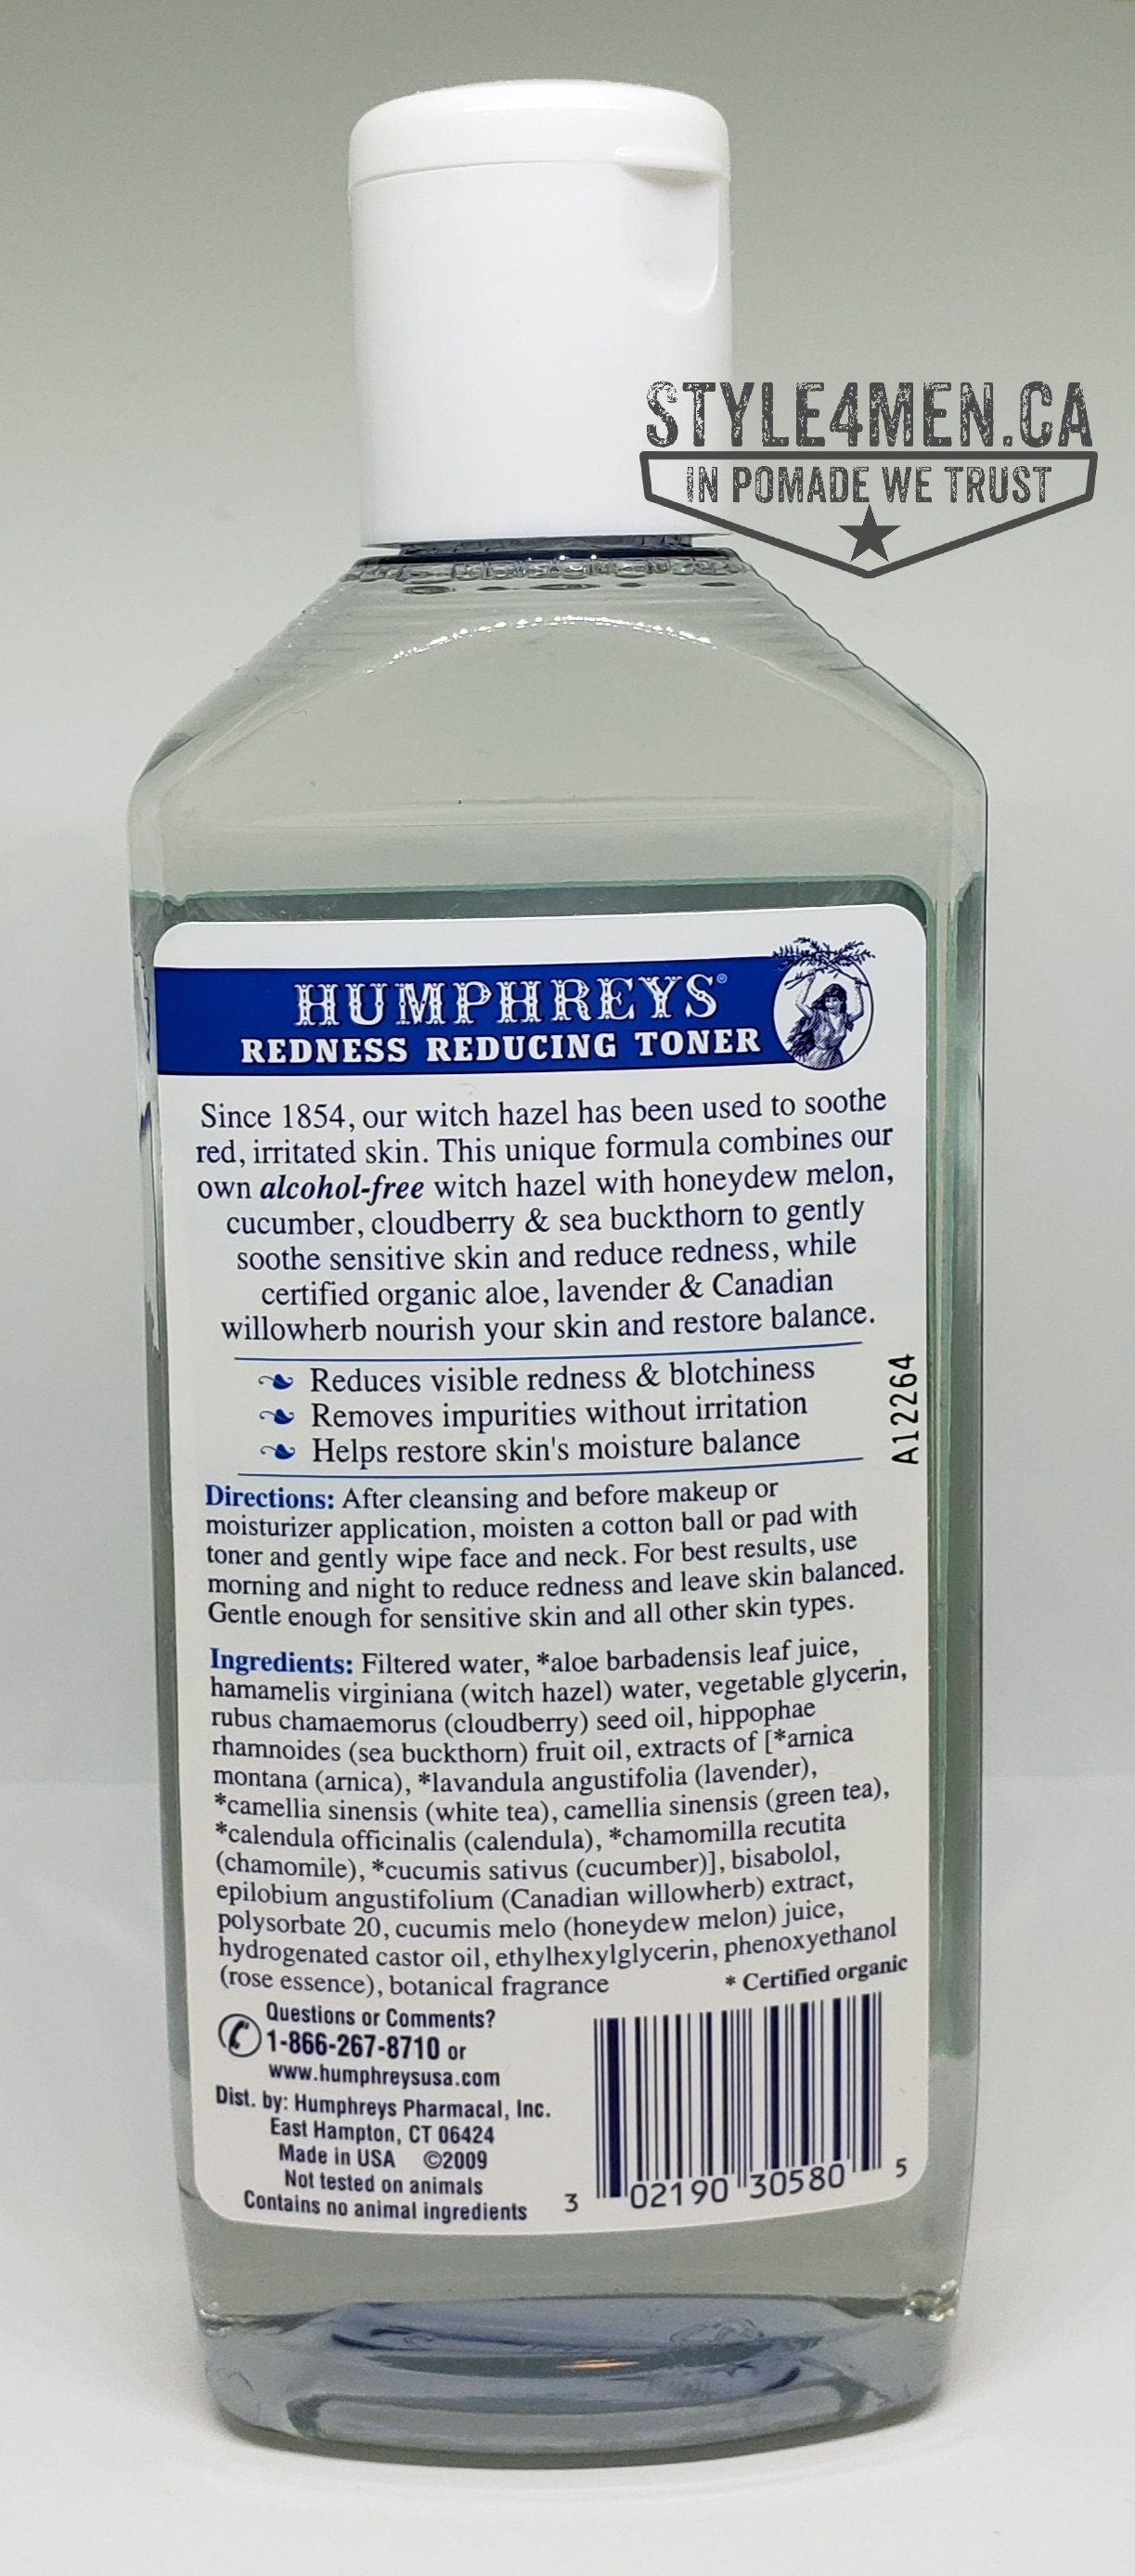 STYLE4MEN.CA
IN POMADE WE TRUST
HUMPHREYS®
REDNESS REDUCING TONER
Since 1854, our witch hazel has been used to soothe
red, irritated skin. This unique formula combines our
own alcohol-free witch hazel with honeydew melon,
cucumber, cloudberry & sea buckthorn to gently
soothe sensitive skin and reduce redness, while
certified organic aloe, lavender & Canadian
willowherb nourish your skin and restore balance.
Reduces visible redness & blotchiness
Removes impurities without irritation
Helps restore skin's moisture balance
A12264
Directions: After cleansing and before makeup or
moisturizer application, moisten a cotton ball or pad with
toner and gently wipe face and neck. For best results, use
morning and night to reduce redness and leave skin balanced.
Gentle enough for sensitive skin and all other skin types.
Ingredients: Filtered water, *aloe barbadensis leaf juice,
hamamelis virginiana (witch hazel) water, vegetable glycerin,
rubus chamaemorus (cloudberry) seed oil, hippophae
rhamnoides (sea buckthorn) fruit oil, extracts of [*arnica
montana (arnica), *lavandula angustifolia (lavender),
*camellia sinensis (white tea), camellia sinensis (green tea),
*calendula officinalis (calendula), *chamomilla recutita
(chamomile), *cucumis sativus (cucumber)], bisabolol,
epilobium angustifolium (Canadian willowherb) extract,
polysorbate 20, cucumis melo (honeydew melon) juice,
hydrogenated castor oil, ethylhexylglycerin, phenoxyethanol
(rose essence), botanical fragrance
* Certified organic
Questions or Comments?
1-866-267-8710 or
www.humphreysusa.com
Dist. by: Humphreys Pharmacal, Inc.
East Hampton, CT 06424
Made in USA ©2009
Not tested on animals
Contains no animal ingredients
3 02190 30580 5